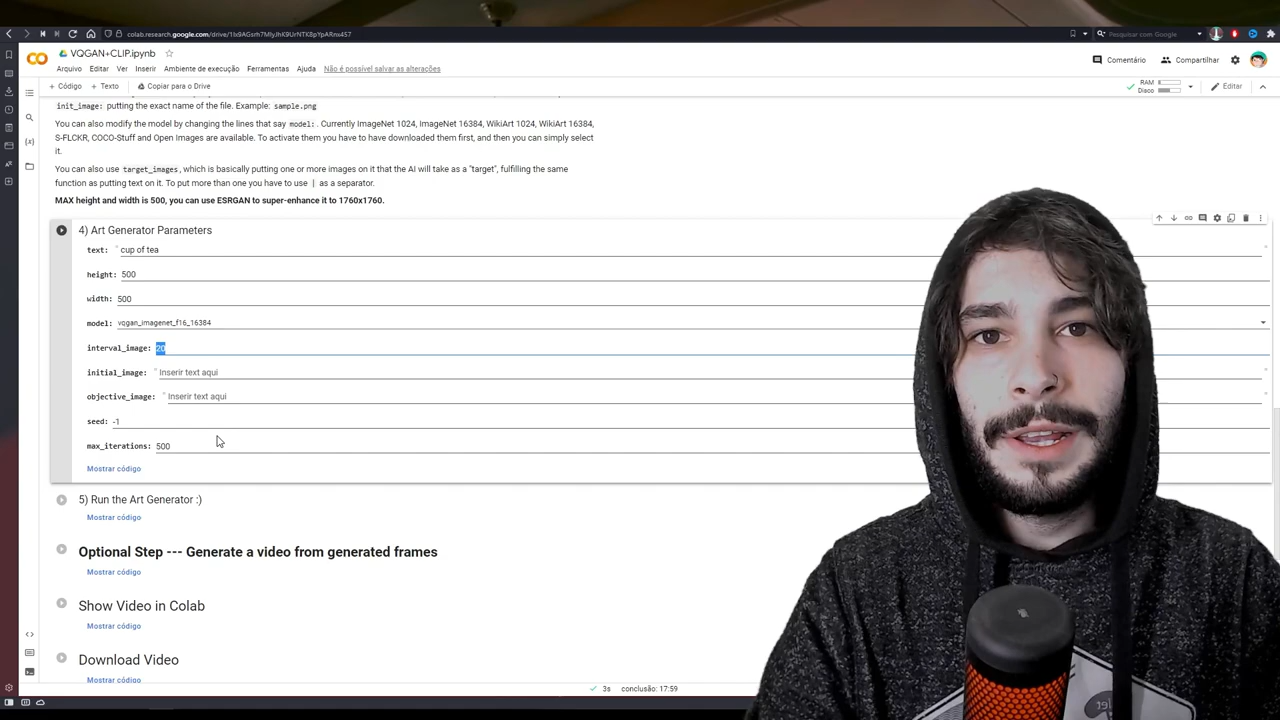 colab.research.google.com/drive/1lx9AGsrh7MlyJhK9UrNTK8pYpARnx457
Pesquisar com Google
VQGAN+CLIP.ipynb
Comentário
Compartilhar
Arquivo Editar Ver Inserir Ambiente de execução Ferramentas Ajuda Não é possível salvar as alterações
+ Código + Texto Copiar para o Drive
RAM
Disco
Editar
init_image: putting the exact name of the file. Example: sample.png
You can also modify the model by changing the lines that say model:. Currently ImageNet 1024, ImageNet 16384, WikiArt 1024, WikiArt 16384,
S-FLCKR, COCO-Stuff and Open Images are available. To activate them you have to have downloaded them first, and then you can simply select
it.
You can also use target_images, which is basically putting one or more images on it that the AI will take as a "target", fulfilling the same
function as putting text on it. To put more than one you have to use | as a separator.
MAX height and width is 500, you can use ESRGAN to super-enhance it to 1760x1760.
4) Art Generator Parameters
text: " cup of tea "
height: 500
width: 500
model: vqgan_imagenet_f16_16384
interval_image: 20
initial_image: " Inserir text aqui "
objective_image: " Inserir text aqui "
seed: -1
max_iterations: 500
Mostrar código
5) Run the Art Generator :)
Mostrar código
Optional Step --- Generate a video from generated frames
Mostrar código
Show Video in Colab
Mostrar código
Download Video
Mostrar código
3s conclusão: 17:59